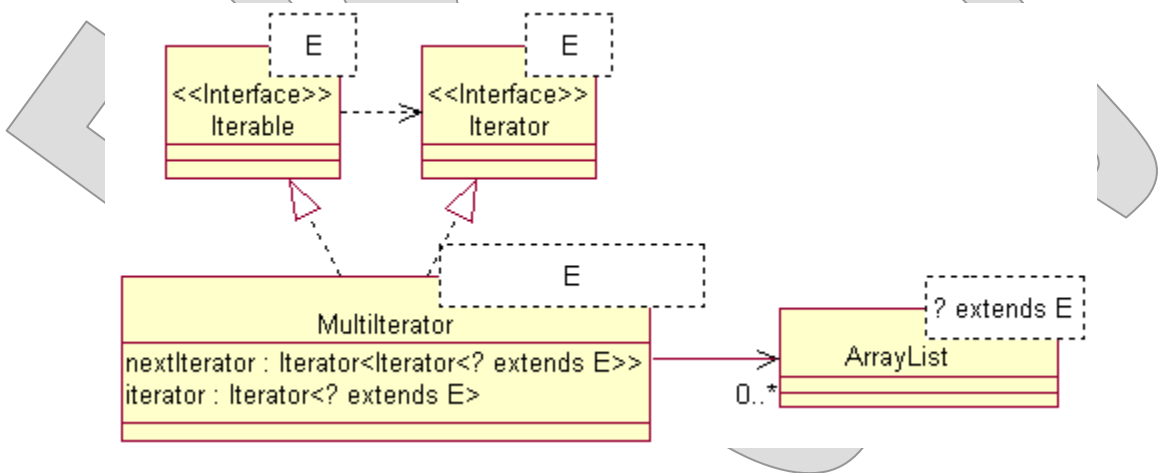 E
<<Interface>>
Iterable
E
<<Interface>>
Iterator
E
MultiIterator
nextIterator : Iterator<Iterator<? extends E>>
iterator : Iterator<? extends E>
? extends E
ArrayList
0..*